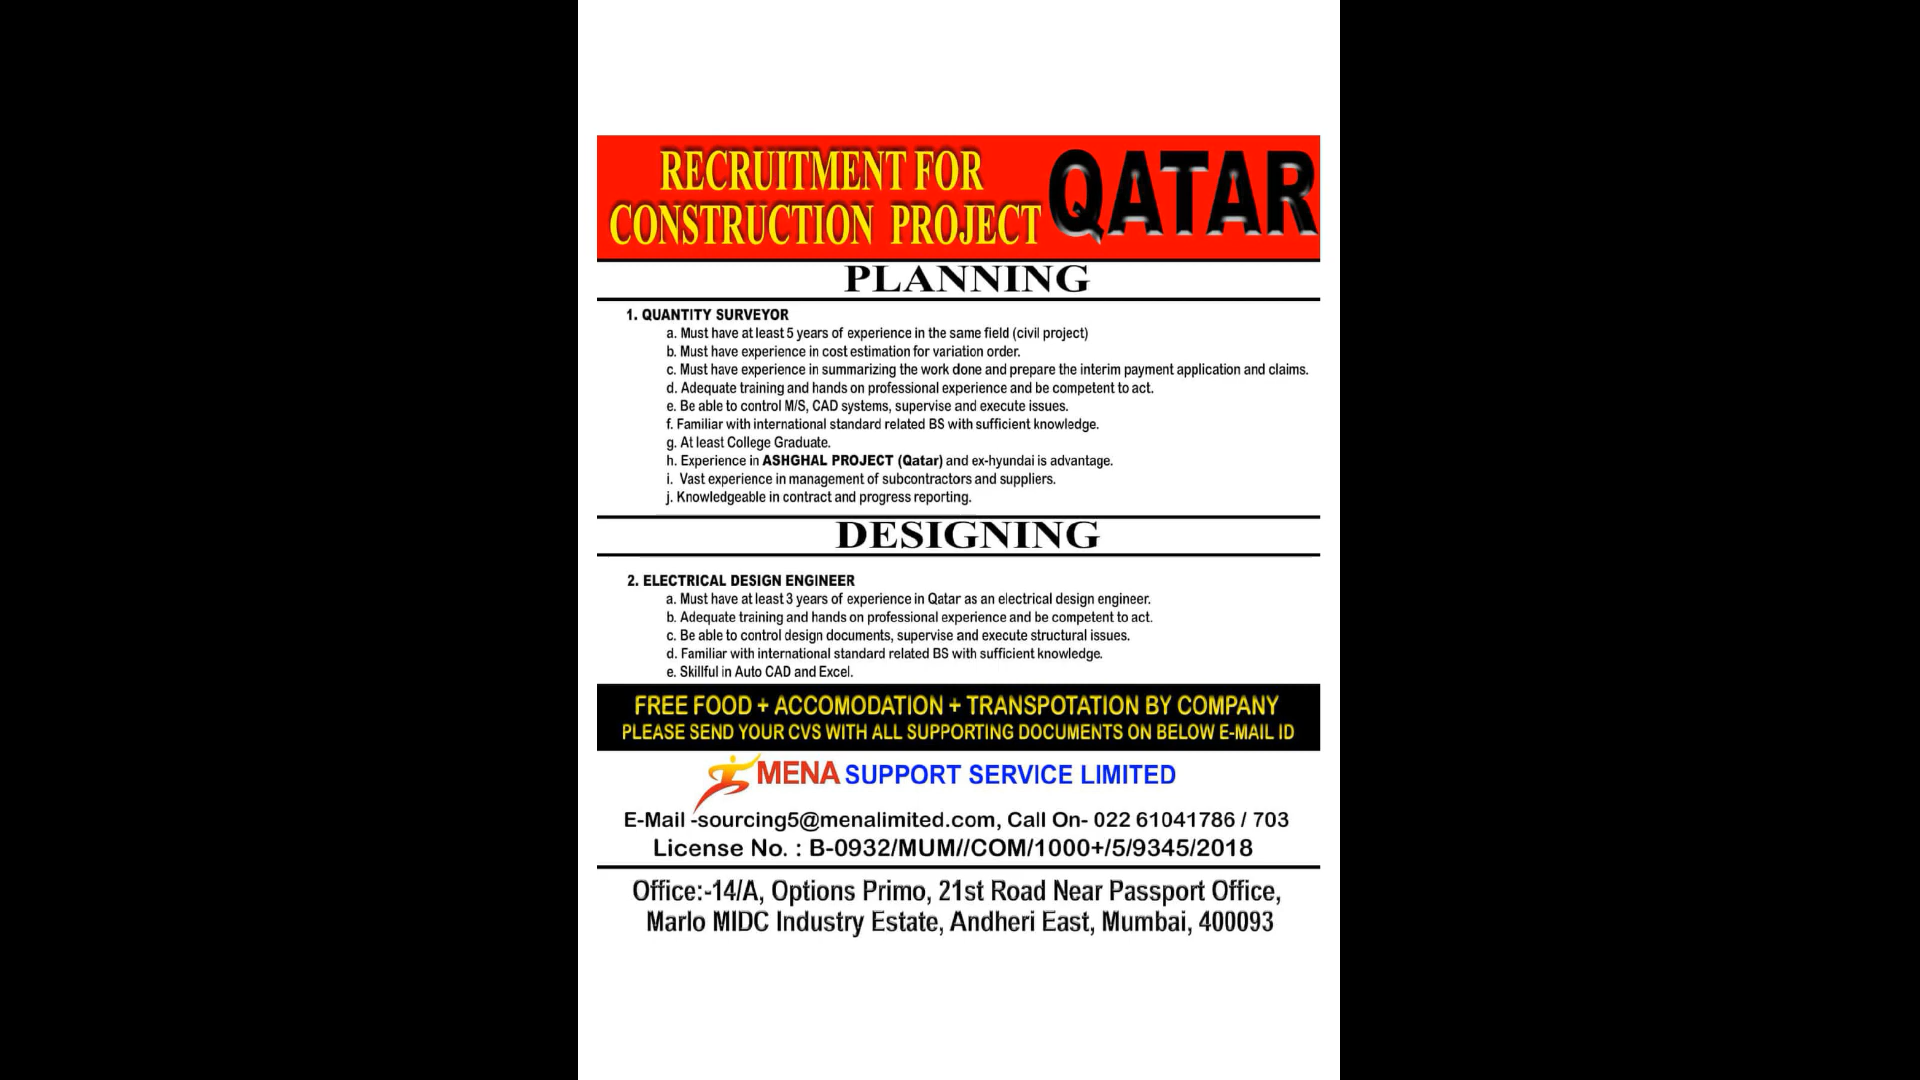 RECRUITMENT FOR
CONSTRUCTION PROJECT
QATAR
PLANNING
1. QUANTITY SURVEYOR
a. Must have at least 5 years of experience in the same field (civil project)
b. Must have experience in cost estimation for variation order.
c. Must have experience in summarizing the work done and prepare the interim payment application and claims.
d. Adequate training and hands on professional experience and be competent to act.
e. Be able to control M/S, CAD systems, supervise and execute issues.
f. Familiar with international standard related BS with sufficient knowledge.
g. At least College Graduate.
h. Experience in ASHGHAL PROJECT (Qatar) and ex-hyundai is advantage.
i. Vast experience in management of subcontractors and suppliers.
j. Knowledgeable in contract and progress reporting.
DESIGNING
2. ELECTRICAL DESIGN ENGINEER
a. Must have at least 3 years of experience in Qatar as an electrical design engineer.
b. Adequate training and hands on professional experience and be competent to act.
c. Be able to control design documents, supervise and execute structural issues.
d. Familiar with international standard related BS with sufficient knowledge.
e. Skillful in Auto CAD and Excel.
FREE FOOD + ACCOMODATION + TRANSPOTATION BY COMPANY
PLEASE SEND YOUR CVS WITH ALL SUPPORTING DOCUMENTS ON BELOW E-MAIL ID
MENA SUPPORT SERVICE LIMITED
E-Mail -sourcing5@menalimited.com, Call On- 022 61041786 / 703
License No. : B-0932/MUM//COM/1000+/5/9345/2018
Office:-14/A, Options Primo, 21st Road Near Passport Office,
Marlo MIDC Industry Estate, Andheri East, Mumbai, 400093